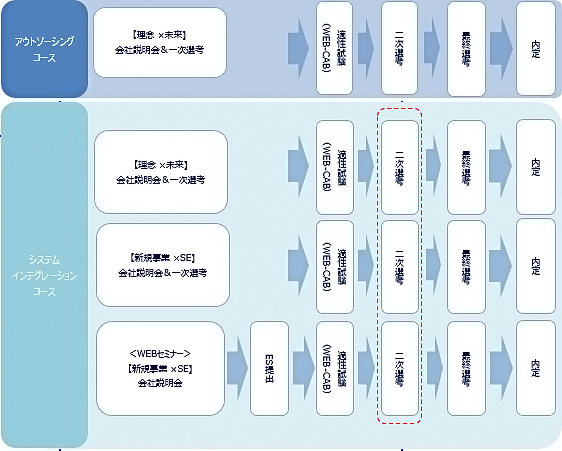 アウトソーシング
コース
【理念 ×未来】
会社説明会＆一次選考
適性試験
(WEB-CAB)
二次選考
最終選考
内定
システム
インテグレーション
コース
【理念 ×未来】
会社説明会＆一次選考
適性試験
(WEB-CAB)
二次選考
最終選考
内定
【新規事業 ×SE】
会社説明会＆一次選考
適性試験
(WEB-CAB)
二次選考
最終選考
内定
＜WEBセミナー＞
【新規事業 ×SE】
会社説明会
ES提出
適性試験
(WEB-CAB)
二次選考
最終選考
内定